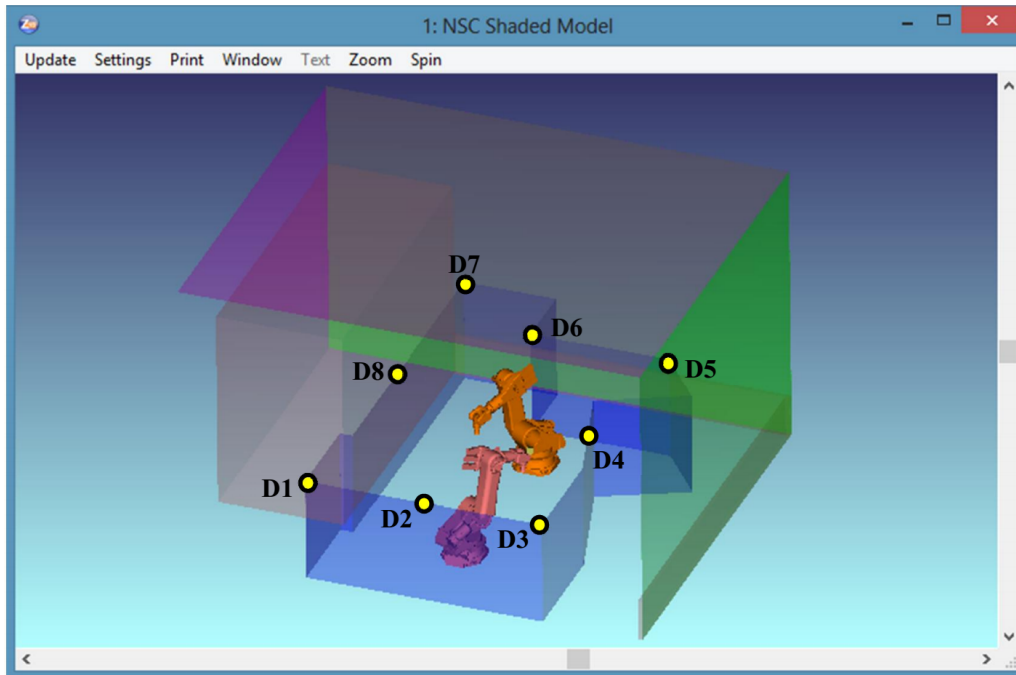 1: NSC Shaded Model
Update Settings Print Window Text Zoom Spin
D7
D6
D5
D8
D4
D1
D2
D3